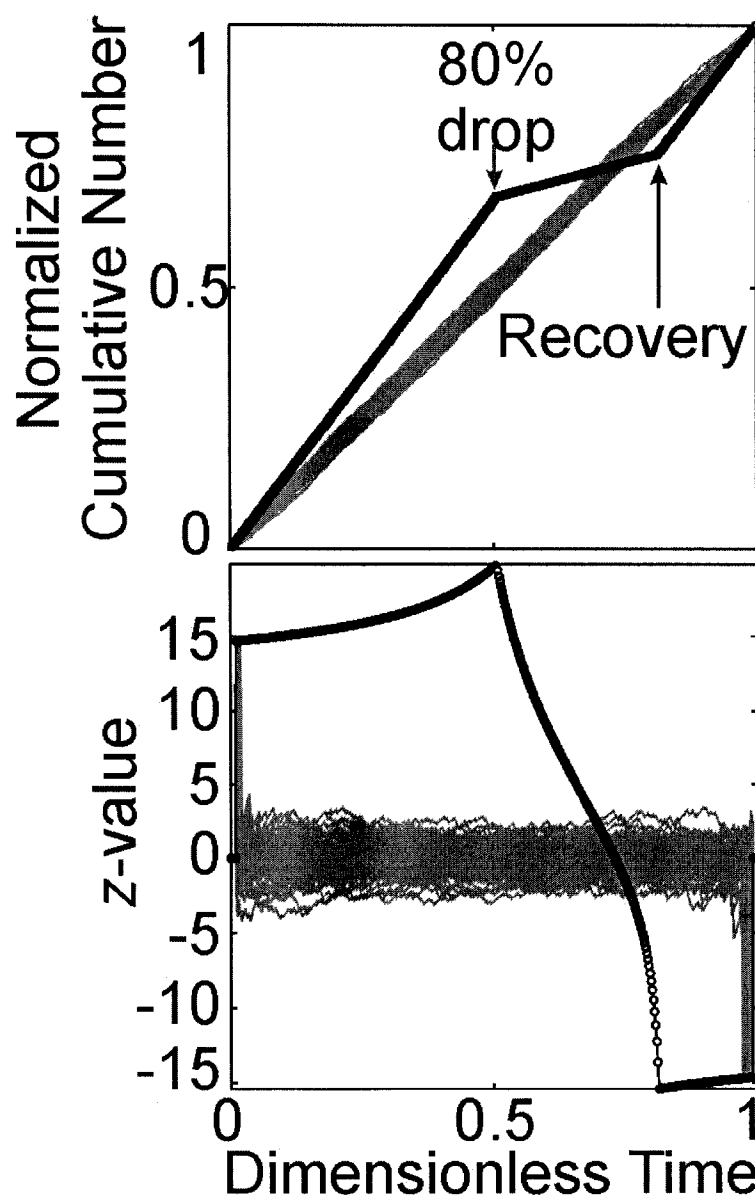 Normalized
Cumulative Number
1
0.5
0
80%
drop
Recovery
z-value
15
10
5
0
-5
-10
-15
0
0.5
1
Dimensionless Time